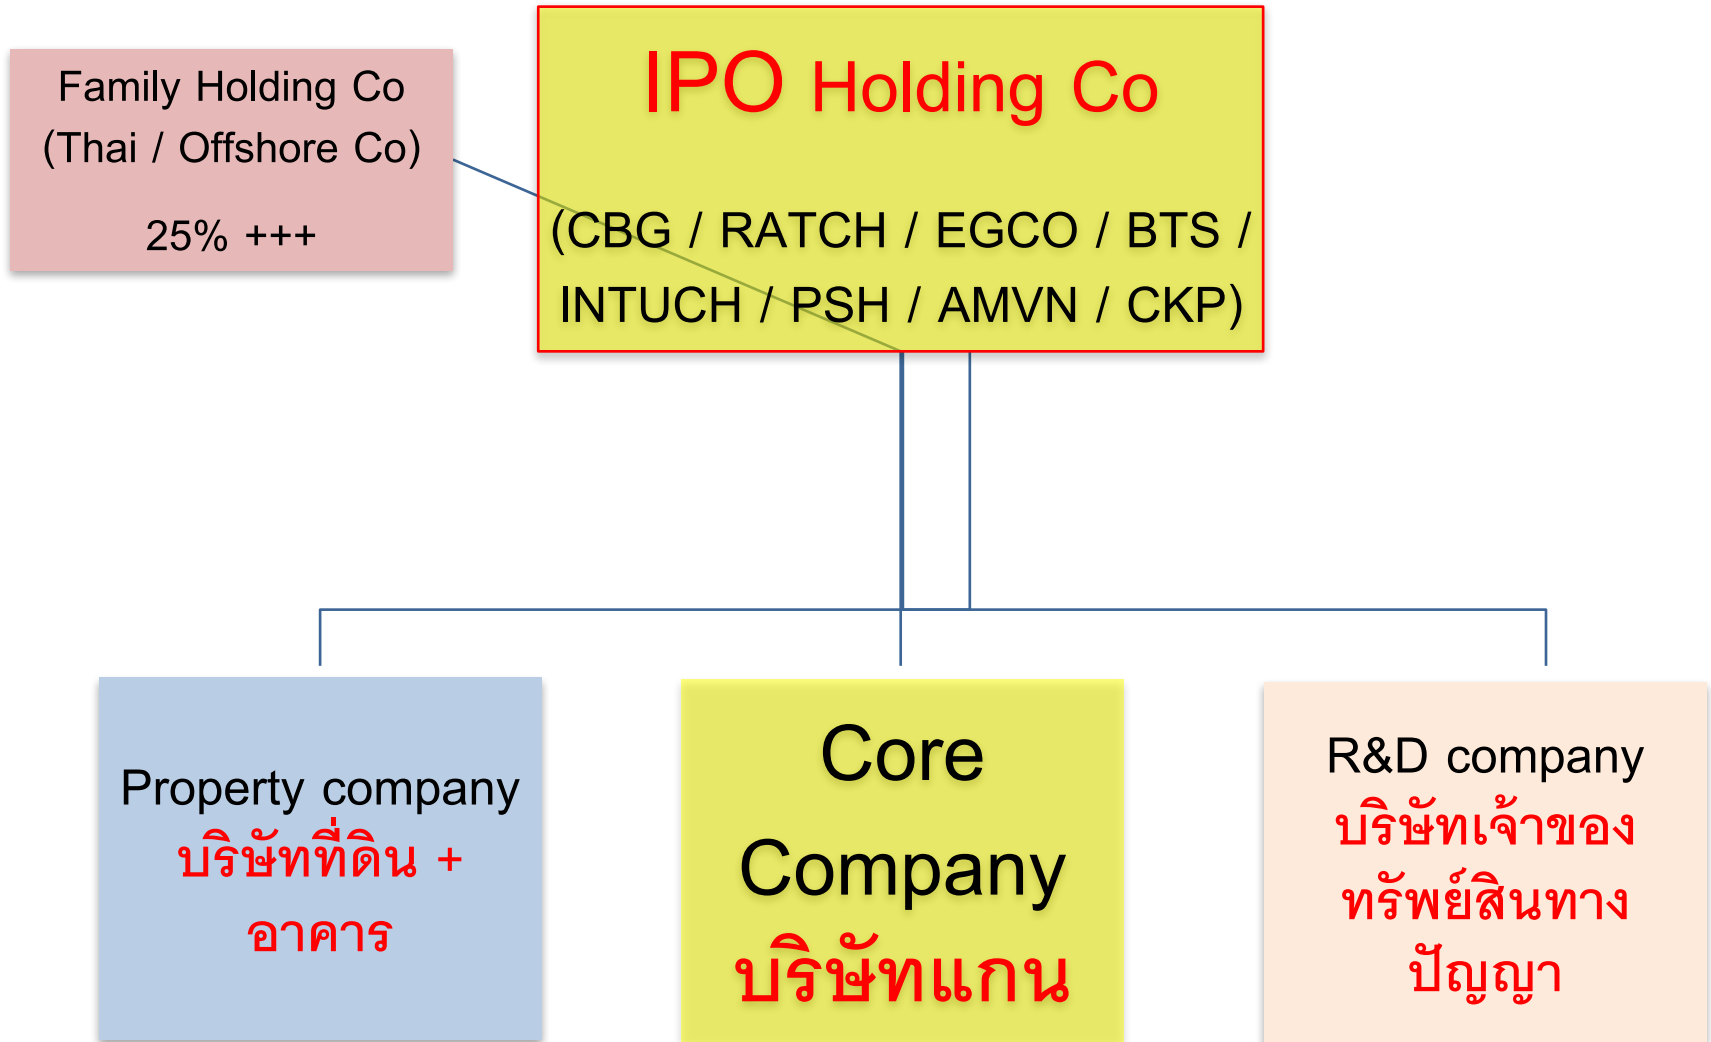 Family Holding Co
(Thai / Offshore Co)
25% +++
IPO Holding Co
(CBG / RATCH / EGCO / BTS /
INTUCH / PSH / AMVN / CKP)
Property company
บริษัทที่ดิน +
อาคาร
Core
Company
บริษัทแกน
R&D company
บริษัทเจ้าของ
ทรัพย์สินทาง
ปัญญา